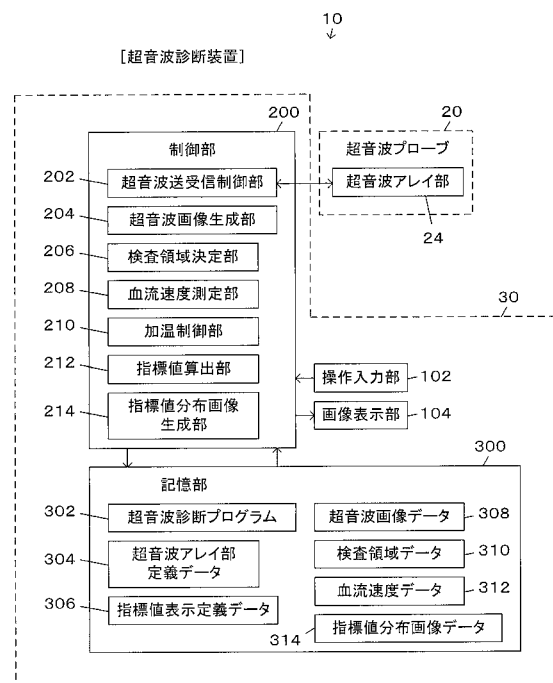 10
[超音波診断装置]
200
制御部
202
超音波送受信制御部
204
超音波画像生成部
206
検査領域決定部
208
血流速度測定部
210
加温制御部
212
指標値算出部
214
指標値分布画像
生成部
20
超音波プローブ
超音波アレイ部
24
30
操作入力部
102
画像表示部
104
300
記憶部
302
超音波診断プログラム
304
超音波アレイ部
定義データ
306
指標値表示定義データ
超音波画像データ
308
検査領域データ
310
血流速度データ
312
314
指標値分布画像データ